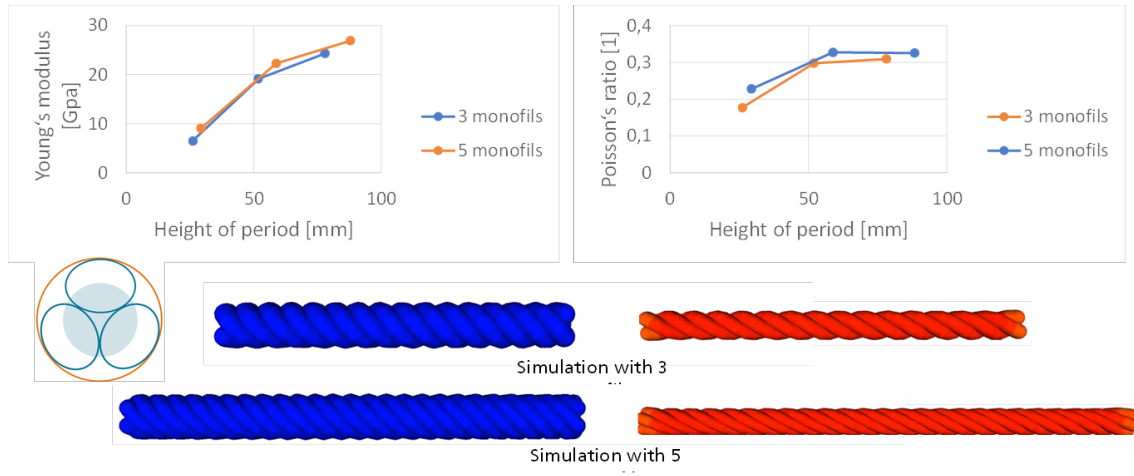 Young's modulus
[Gpa]
30
20
10
0
0
50
100
Height of period [mm]
3 monofils
5 monofils
Poisson's ratio [1]
0,4
0,3
0,2
0,1
0
0
50
100
Height of period [mm]
3 monofils
5 monofils
Simulation with 3
Simulation with 5